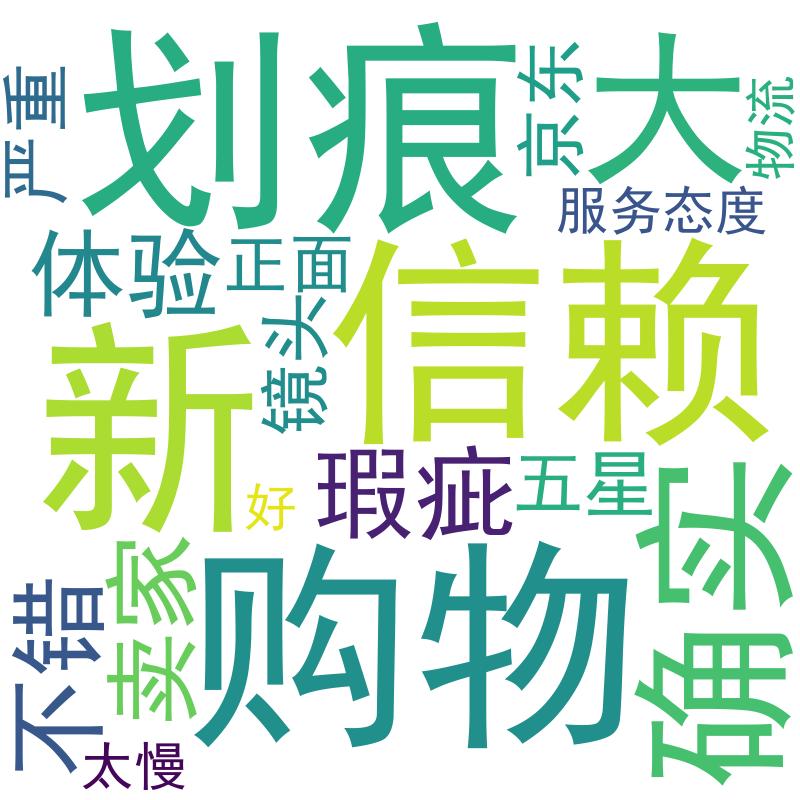 划痕
大
京东
物流
严重
服务态度
体验
正面
信赖
镜头
新
瑕疵
五星
好
确实
购物
卖家
不错
太慢